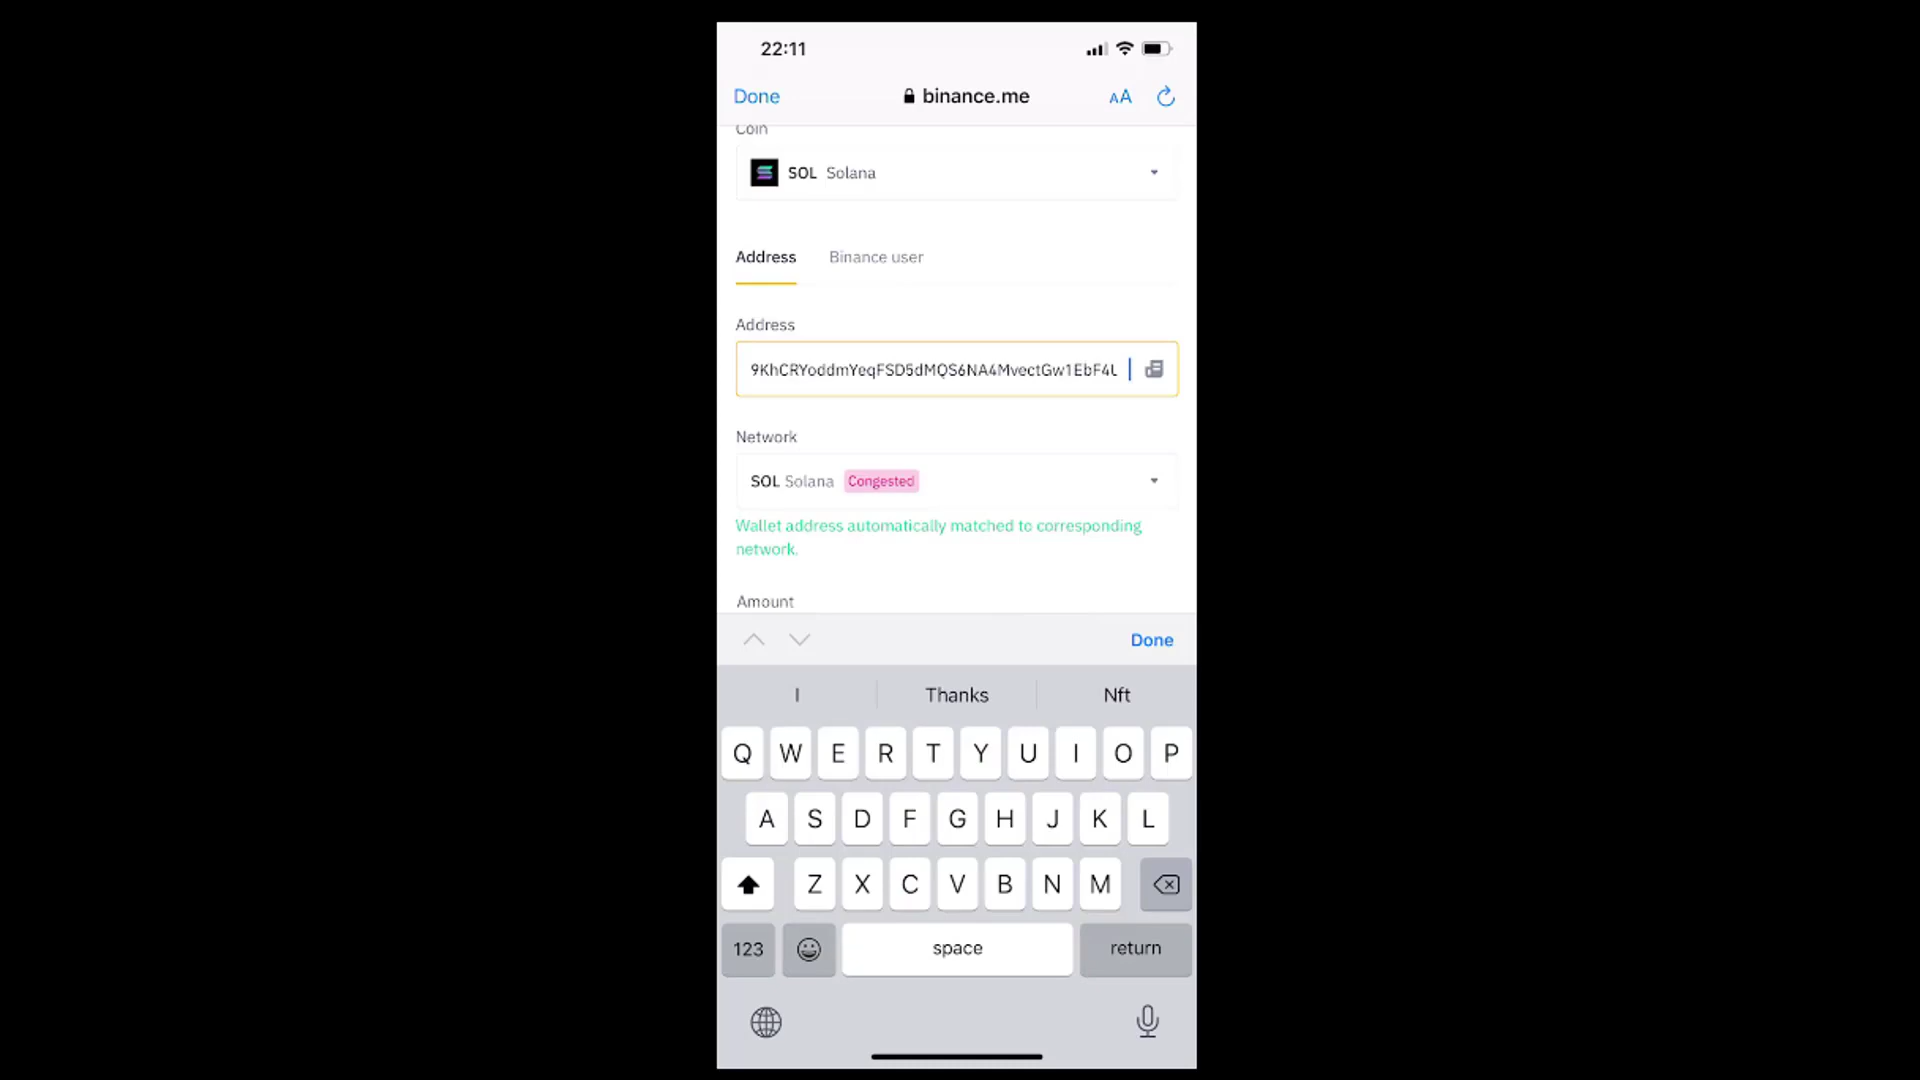 22:11
Done
binance.me
AA
Coin
SOL Solana
Address Binance user
Address
9KhCRYoddmYeqFSD5dMQS6NA4MvectGw1EbF4U
Network
SOL Solana Congested
Wallet address automatically matched to corresponding
network.
Amount
Done
I Thanks Nft
Q W E R T Y U I O P
A S D F G H J K L
Z X C V B N M
123 space return